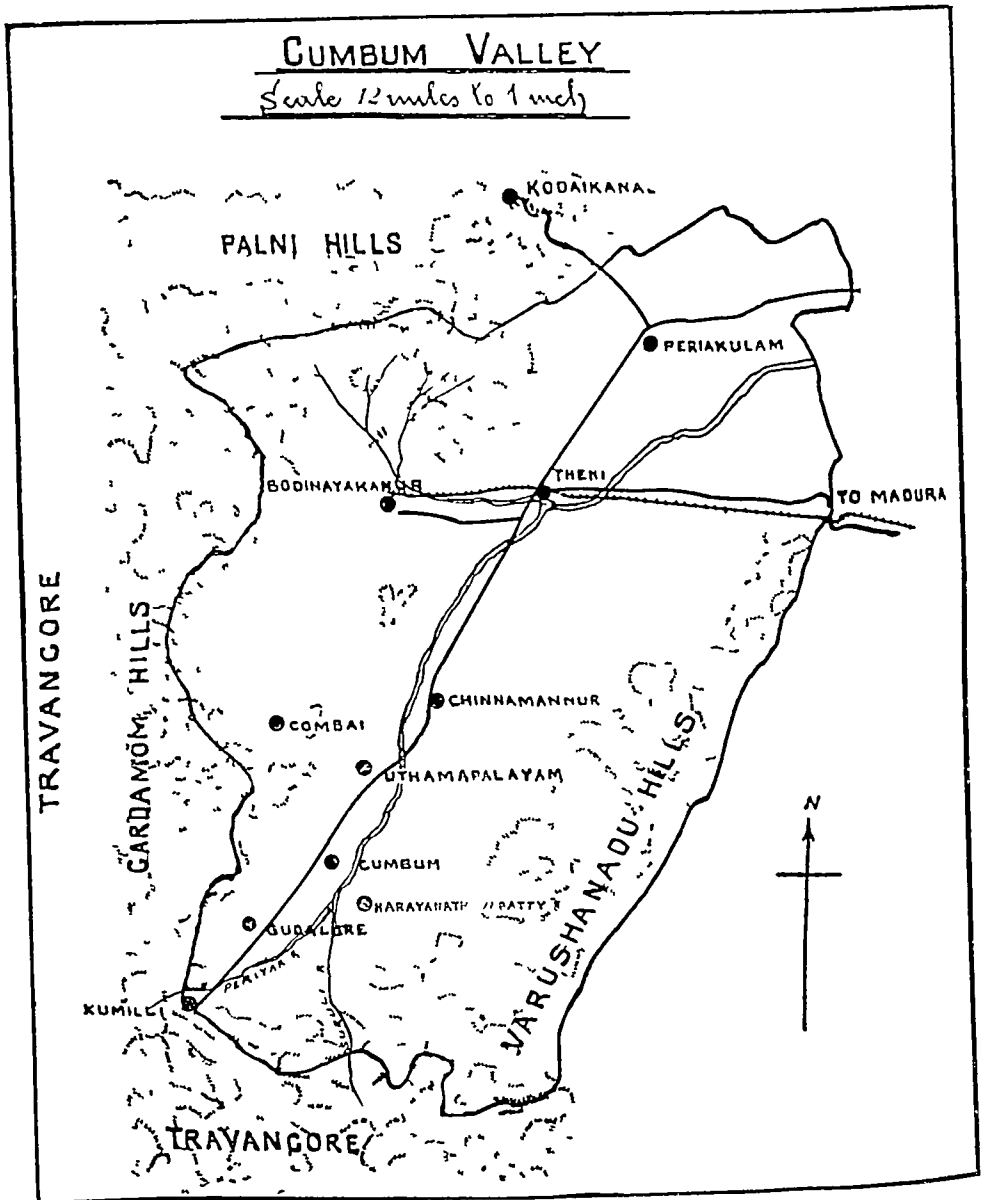 CUMBUM VALLEY
Scale 12 miles to 1 inch
KODAIKANAL
PALNI HILLS
PERIAKULAM
BODINAYAKANUR
THENI
TO MADURA
TRAVANCORE
CARDAMOM HILLS
CHINNAMANNUR
COMBAI
UTHAMAPALAYAM
VARUSHANADU HILLS
N
CUMBUM
GUDALORE
PERIYAR R
KUMILI
TRAVANCORE